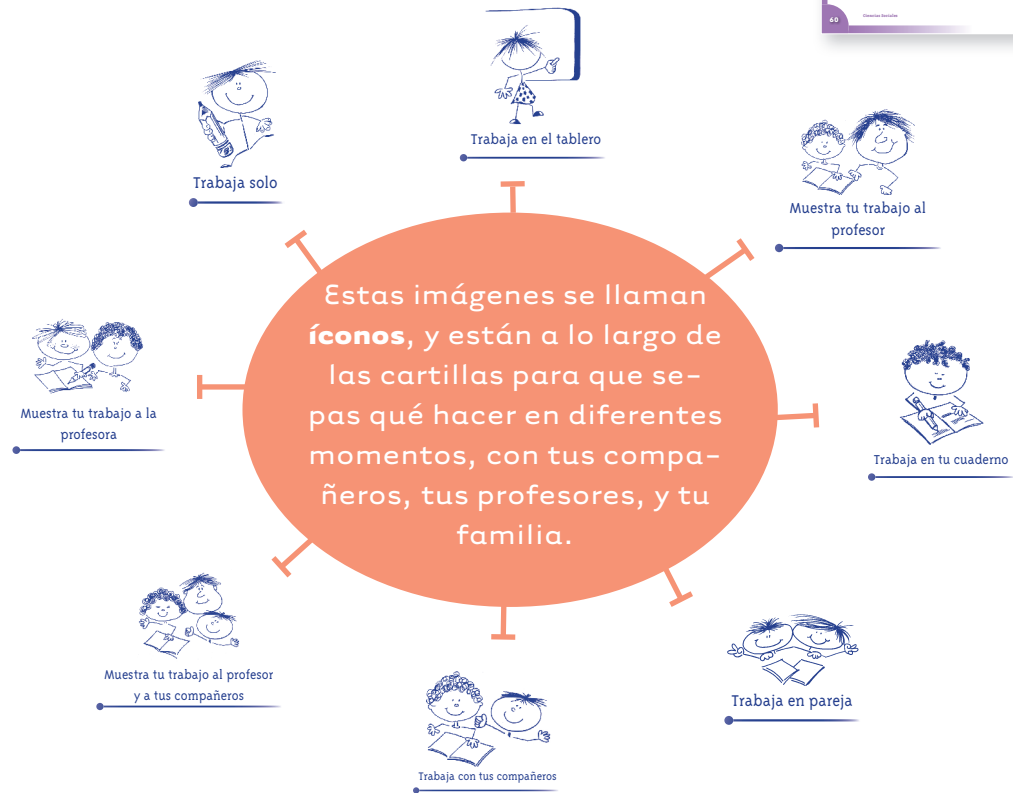 60
Ciencias Sociales
Trabaja en el tablero
Trabaja solo
Muestra tu trabajo al
profesor
Estas imágenes se llaman
íconos, y están a lo largo de
las cartillas para que se-
pas qué hacer en diferentes
momentos, con tus compa-
ñeros, tus profesores, y tu
familia.
Muestra tu trabajo a la
profesora
Trabaja en tu cuaderno
Muestra tu trabajo al profesor
y a tus compañeros
Trabaja en pareja
Trabaja con tus compañeros